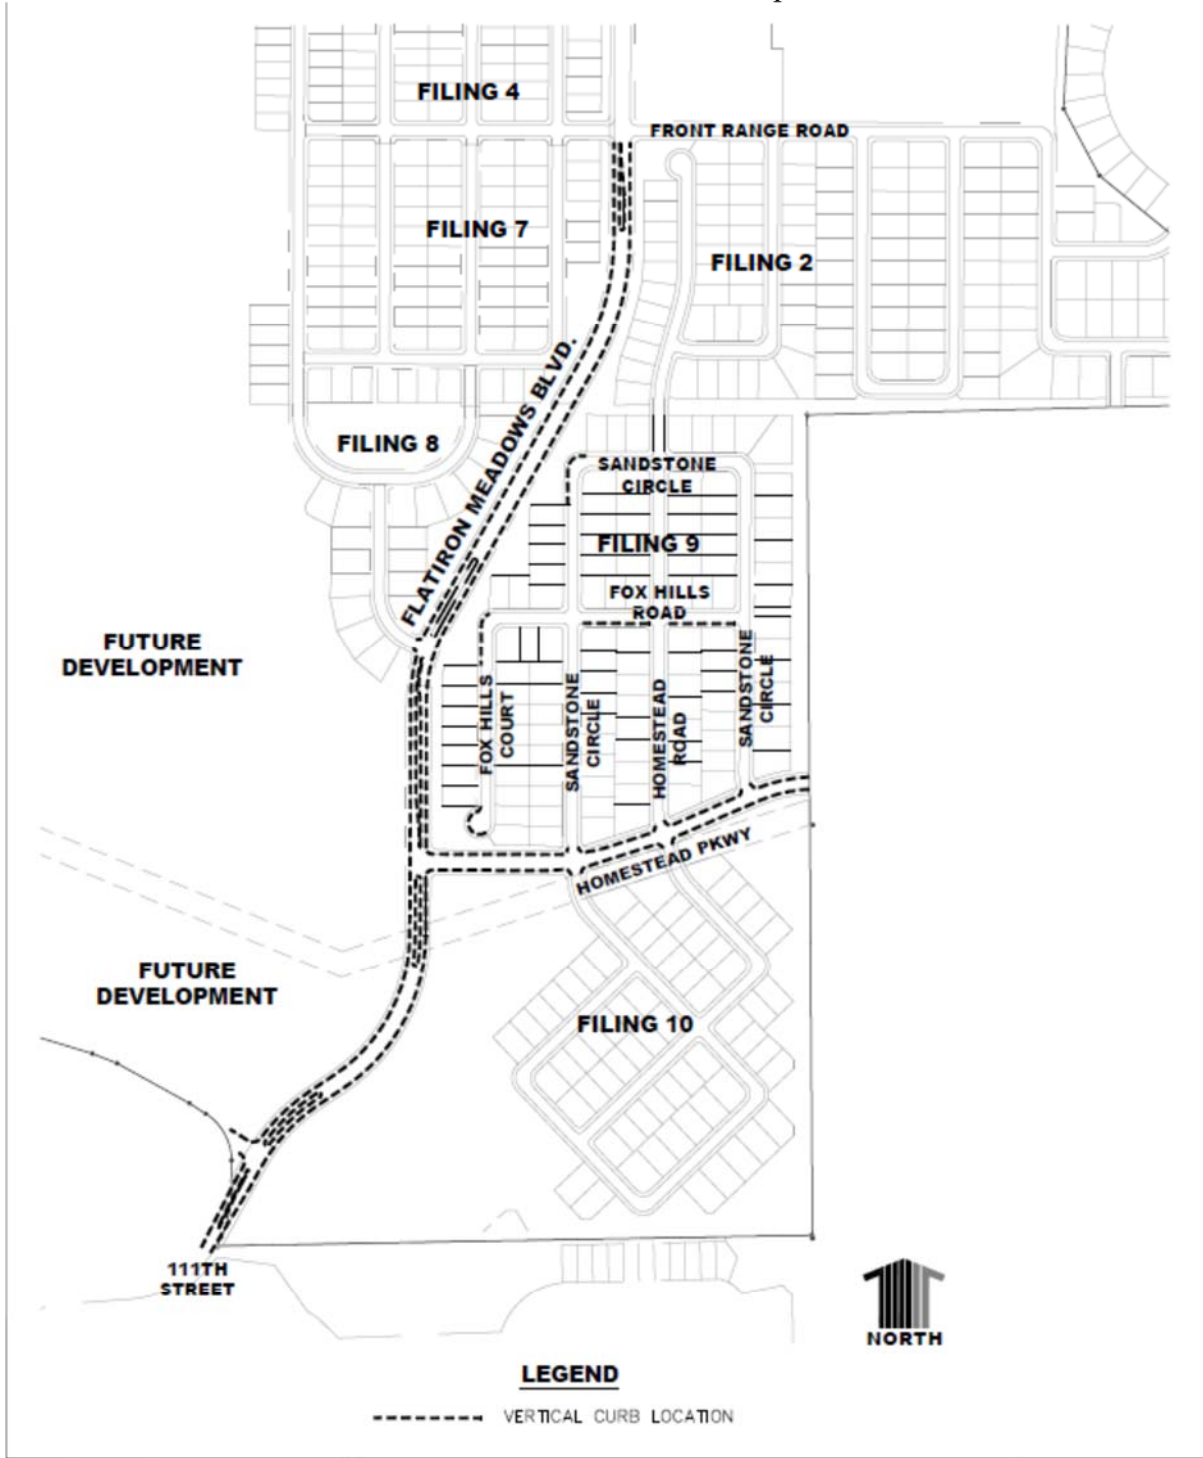 FILING 4
FRONT RANGE ROAD
FILING 7
FILING 2
FLATIRON MEADOWS BLVD.
FILING 8
SANDSTONE
CIRCLE
FILING 9
FOX HILLS
ROAD
FUTURE
DEVELOPMENT
FOX HILLS
COURT
SANDSTONE
CIRCLE
HOMESTEAD
ROAD
SANDSTONE
CIRCLE
HOMESTEAD PKWY
FUTURE
DEVELOPMENT
FILING 10
111TH
STREET
NORTH
LEGEND
VERTICAL CURB LOCATION